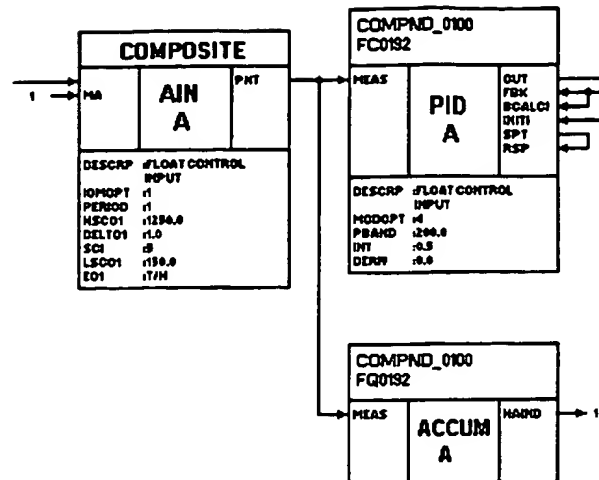 COMPOSITE
1
MA
AIN
A
PNT
DESCRP :FLOAT CONTROL
INPUT
IOMOPT :1
PERIOD :1
HSCO1 :1250.0
DELTO1 :1.0
SCI
LSCO1 :150.0
EO1 :T/H
COMPND_0100
FC0192
MEAS
PID
A
OUT
FBK
BCALCI
INITI
SPT
RSP
DESCRP :FLOAT CONTROL
INPUT
MODOPT :4
PBAND :200.0
INT :0.5
DERIV :0.0
COMPND_0100
FQ0192
MEAS
ACCUM
A
HAIND
1